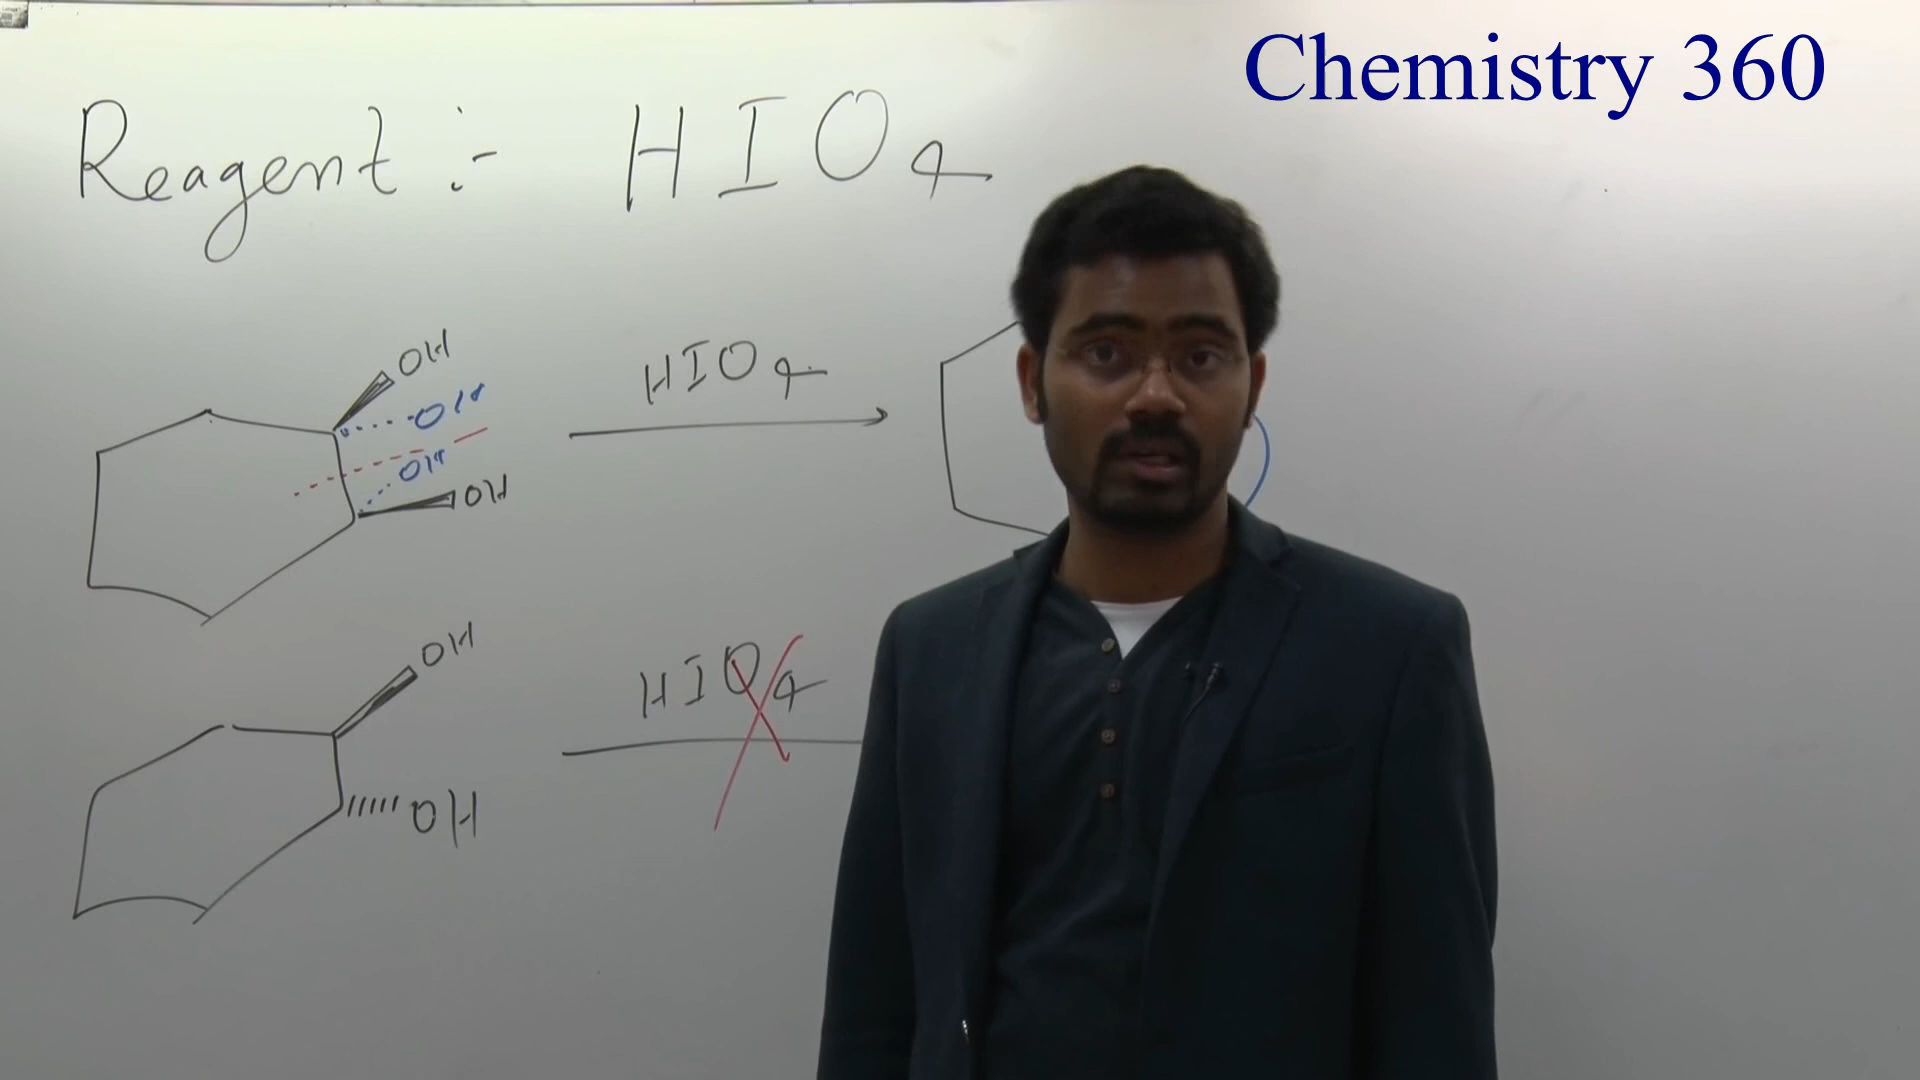 Chemistry 360
Reagent :- HIO4
OH
OH
HIO4
OH
OH
OH
HIO4
OH